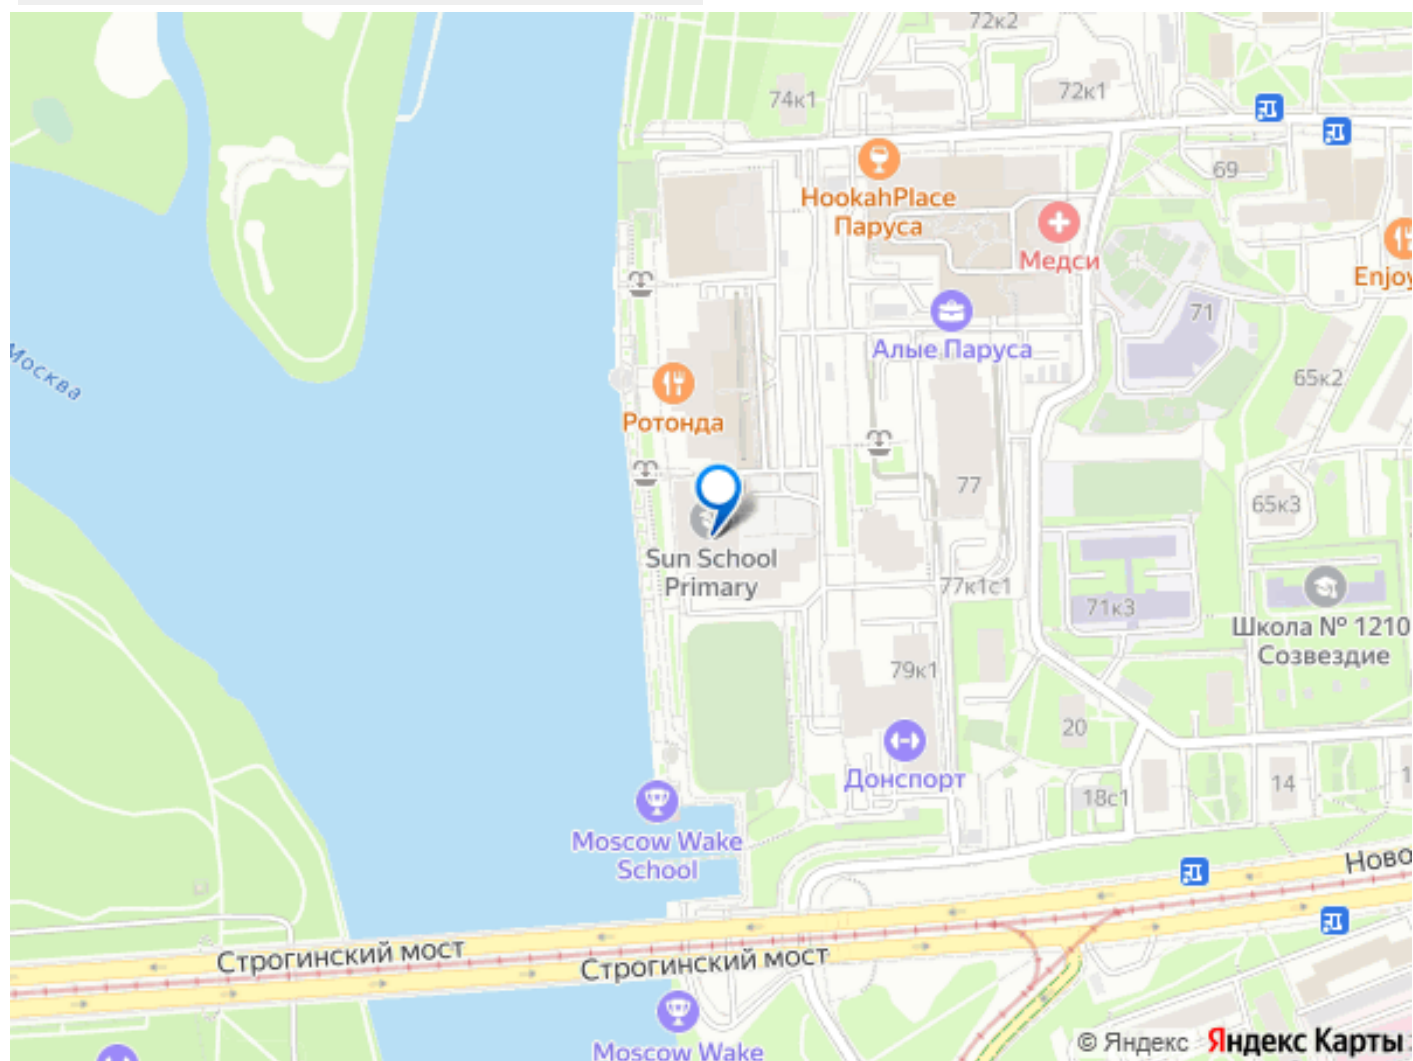 72к2
74к1
72к1
69
HookahPlace
Паруса
Медси
Enjoy
71
Алые Паруса
Москва
65к2
Ротонда
77
65к3
Sun School
Primary
77к1с1
71к3
Школа № 1210
Созвездие
79к1
20
Донспорт
14
1
18с1
Moscow Wake
School
Ново
Строгинский мост
Строгинский мост
Moscow Wake
© Яндекс Яндекс Карты